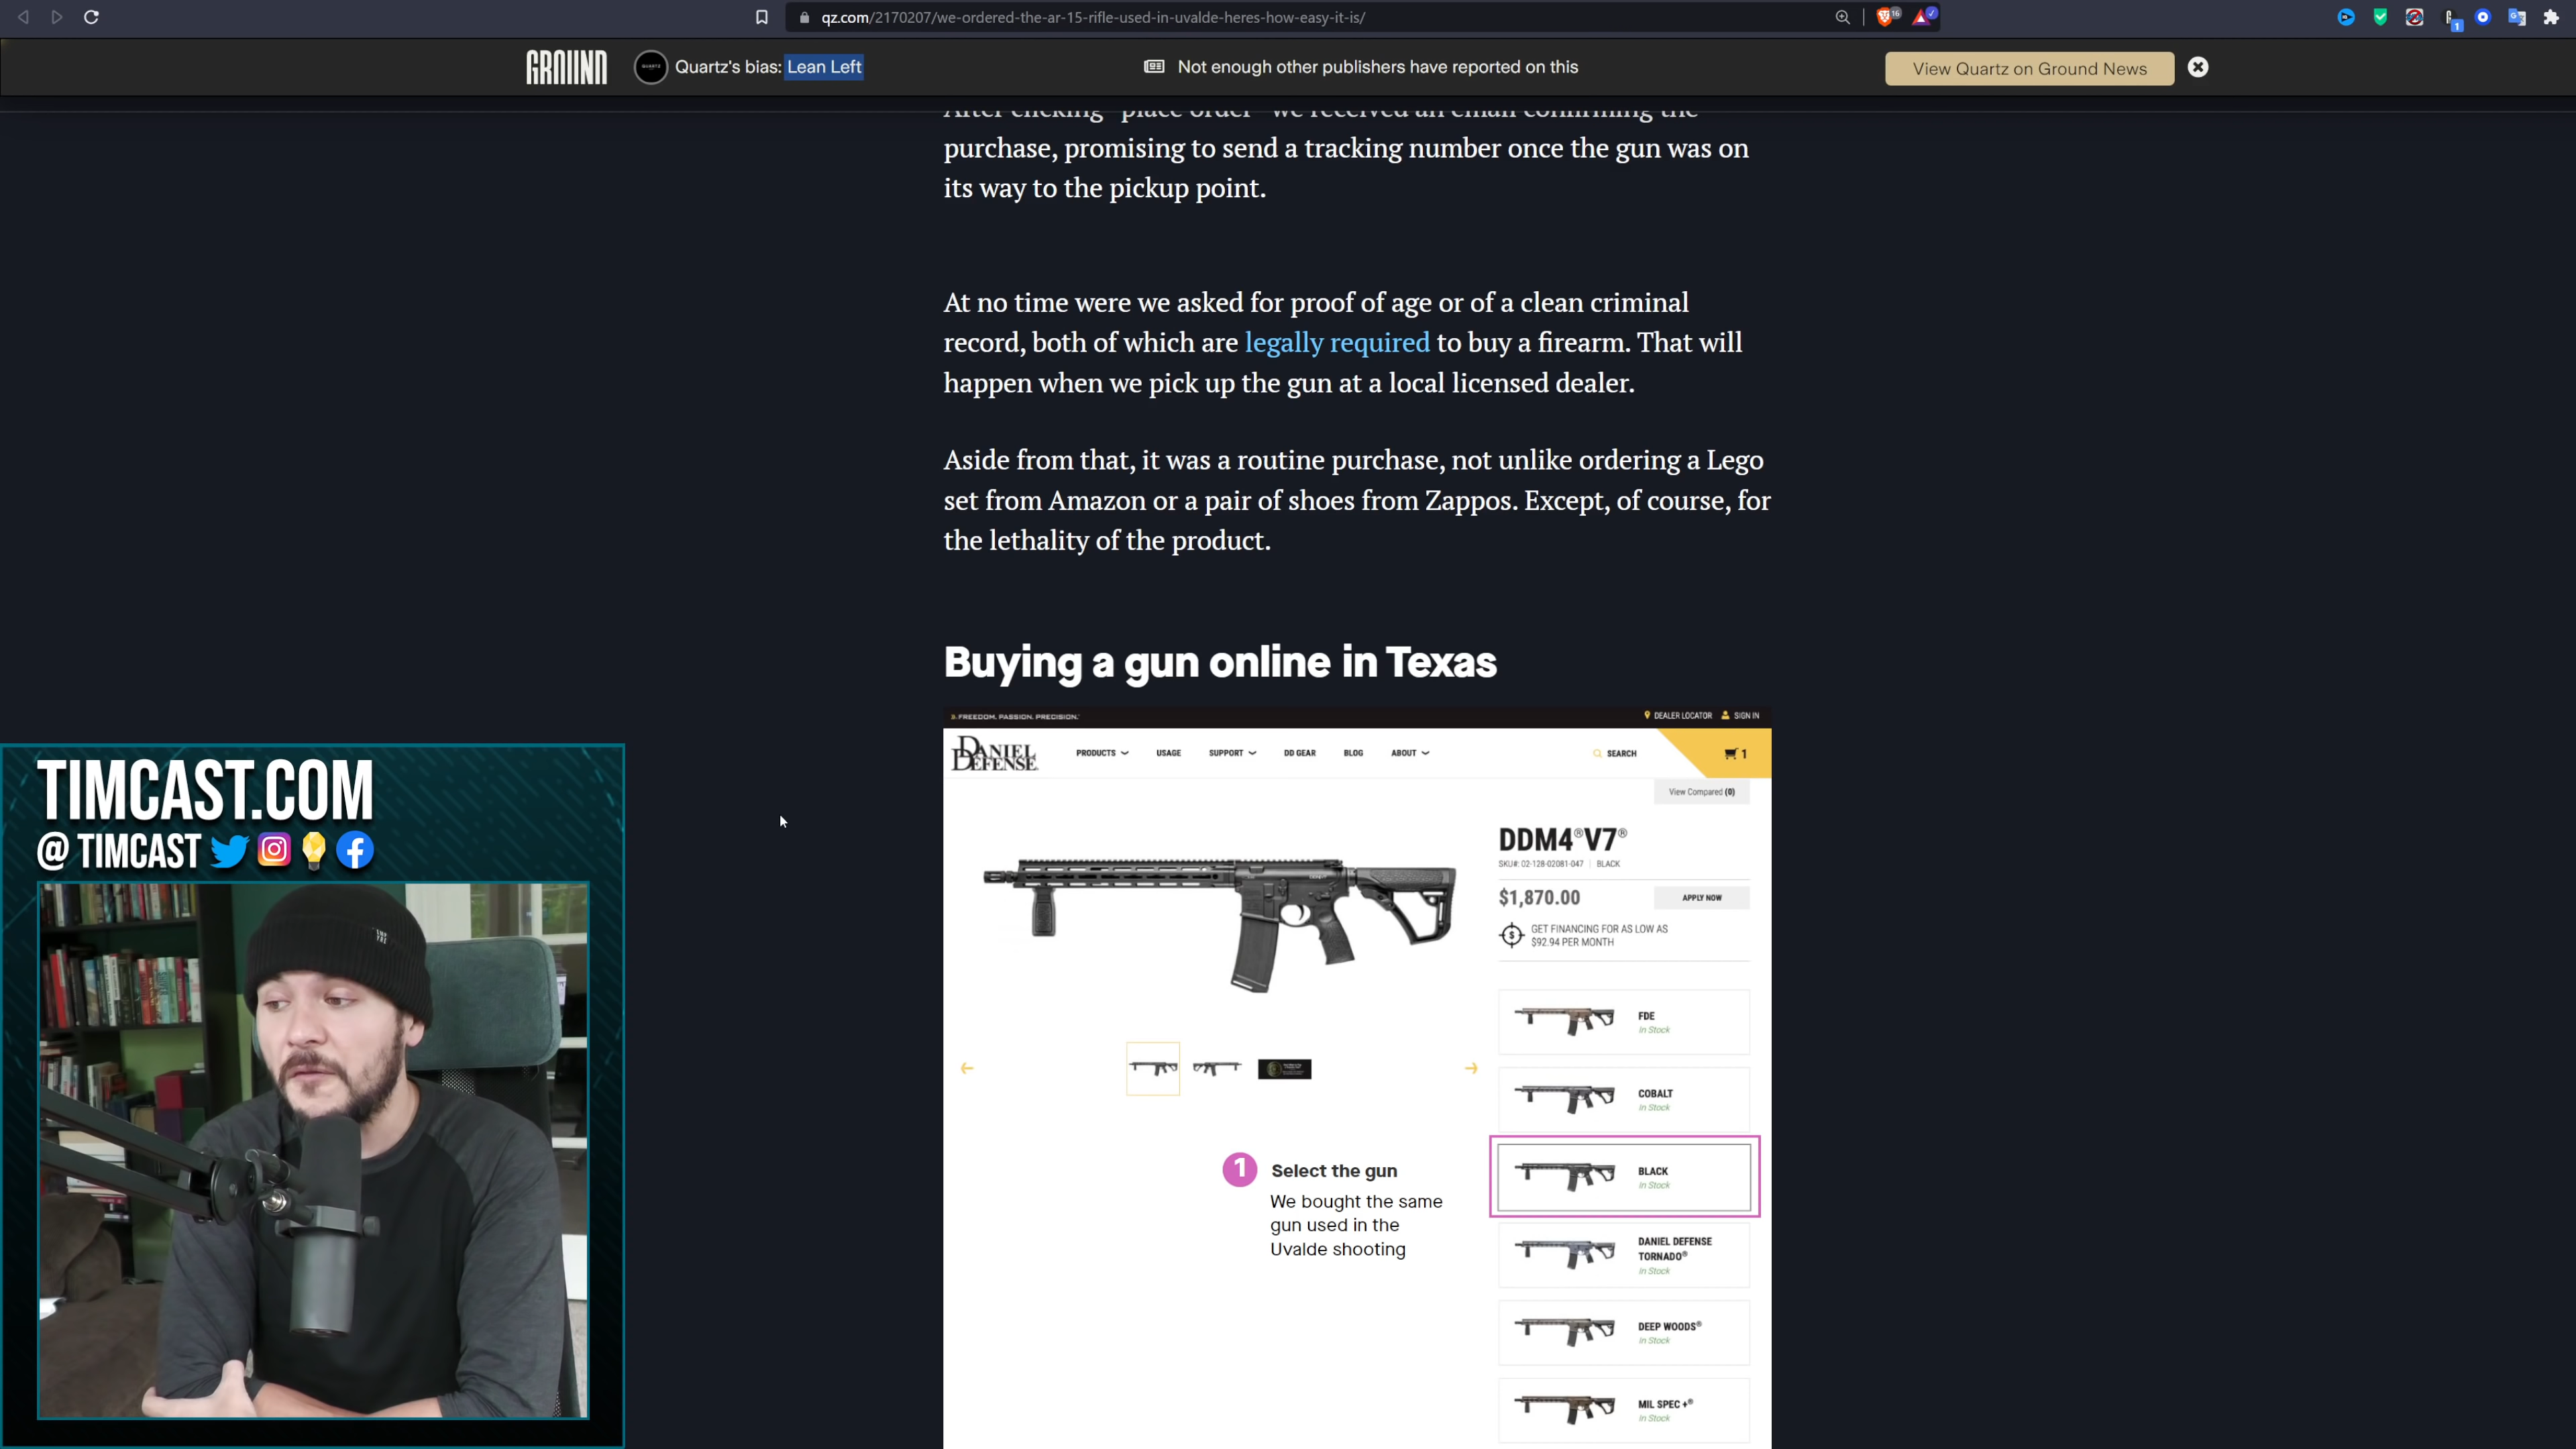 qz.com/2170207/we-ordered-the-ar-15-rifle-used-in-uvalde-heres-how-easy-it-is/
GROUND
Quartz's bias: Lean Left
Not enough other publishers have reported on this
View Quartz on Ground News
After clicking "place order" we received an email confirming the
purchase, promising to send a tracking number once the gun was on
its way to the pickup point.
At no time were we asked for proof of age or of a clean criminal
record, both of which are legally required to buy a firearm. That will
happen when we pick up the gun at a local licensed dealer.
Aside from that, it was a routine purchase, not unlike ordering a Lego
set from Amazon or a pair of shoes from Zappos. Except, of course, for
the lethality of the product.
Buying a gun online in Texas
FREEDOM. PASSION. PRECISION.
DEALER LOCATOR
SIGN IN
DANIEL DEFENSE
PRODUCTS
USAGE
SUPPORT
DD GEAR
BLOG
ABOUT
SEARCH
1
View Compared (0)
DDM4®V7®
SKU#: 02-128-02081-047 | BLACK
$1,870.00
APPLY NOW
GET FINANCING FOR AS LOW AS
$92.94 PER MONTH
FDE
In Stock
COBALT
In Stock
BLACK
In Stock
DANIEL DEFENSE
TORNADO®
In Stock
DEEP WOODS®
In Stock
MIL SPEC +®
In Stock
1 Select the gun
We bought the same
gun used in the
Uvalde shooting
TIMCAST.COM
@ TIMCAST